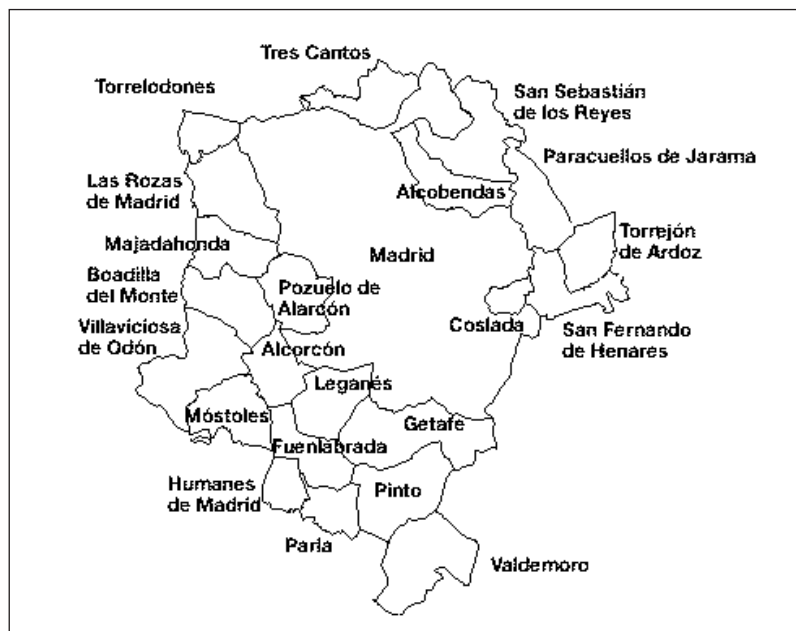 Tres Cantos
Torrelodones
San Sebastián
de los Reyes
Paracuellos de Jarama
Las Rozas
de Madrid
Alcobendas
Torrejón
de Ardoz
Majadahonda
Madrid
Boadilla
del Monte
Pozuelo de
Alarcón
Villaviciosa
de Odón
Coslada
San Fernando
de Henares
Alcorcón
Leganés
Móstoles
Getafe
Fuenlabrada
Humanes
de Madrid
Pinto
Parla
Valdemoro